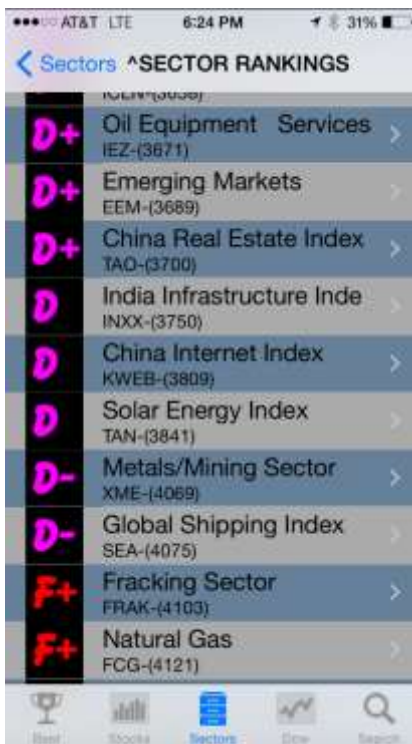 AT&T LTE 6:24 PM 31%
Sectors ^SECTOR RANKINGS
ICLN-(3658)
D+ Oil Equipment Services
IEZ-(3671)
D+ Emerging Markets
EEM-(3689)
D+ China Real Estate Index
TAO-(3700)
D India Infrastructure Inde
INXX-(3750)
D China Internet Index
KWEB-(3809)
D Solar Energy Index
TAN-(3841)
D- Metals/Mining Sector
XME-(4069)
D- Global Shipping Index
SEA-(4075)
F+ Fracking Sector
FRAK-(4103)
F+ Natural Gas
FCG-(4121)
Stocks Sectors Search